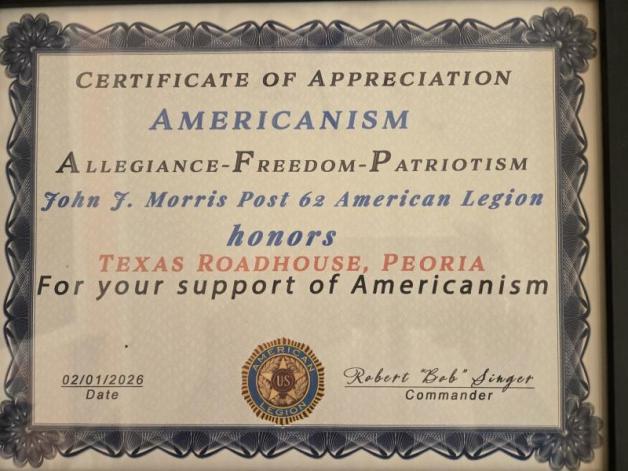 CERTIFICATE OF APPRECIATION
AMERICANISM
ALLEGIANCE-FREEDOM-PATRIOTISM
John J. Morris Post 62 American Legion
honors
TEXAS ROADHOUSE, PEORIA
For your support of Americanism
AMERICAN
US
LEGION
02/01/2026
Date
Robert "Bob" Singer
Commander